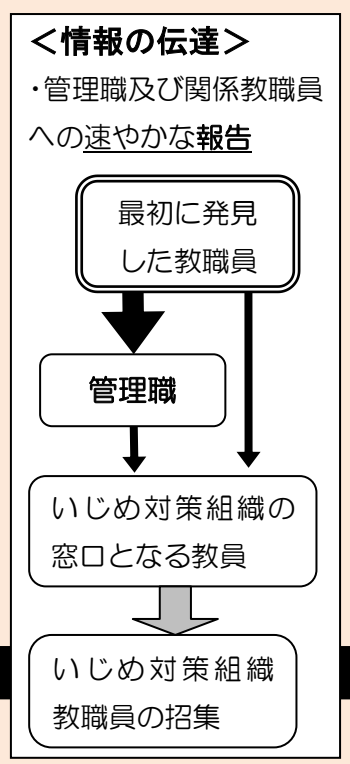 ＜情報の伝達＞
・管理職及び関係教職員
への速やかな報告
最初に発見
した教職員
管理職
いじめ対策組織の
窓口となる教員
いじめ対策組織
教職員の招集